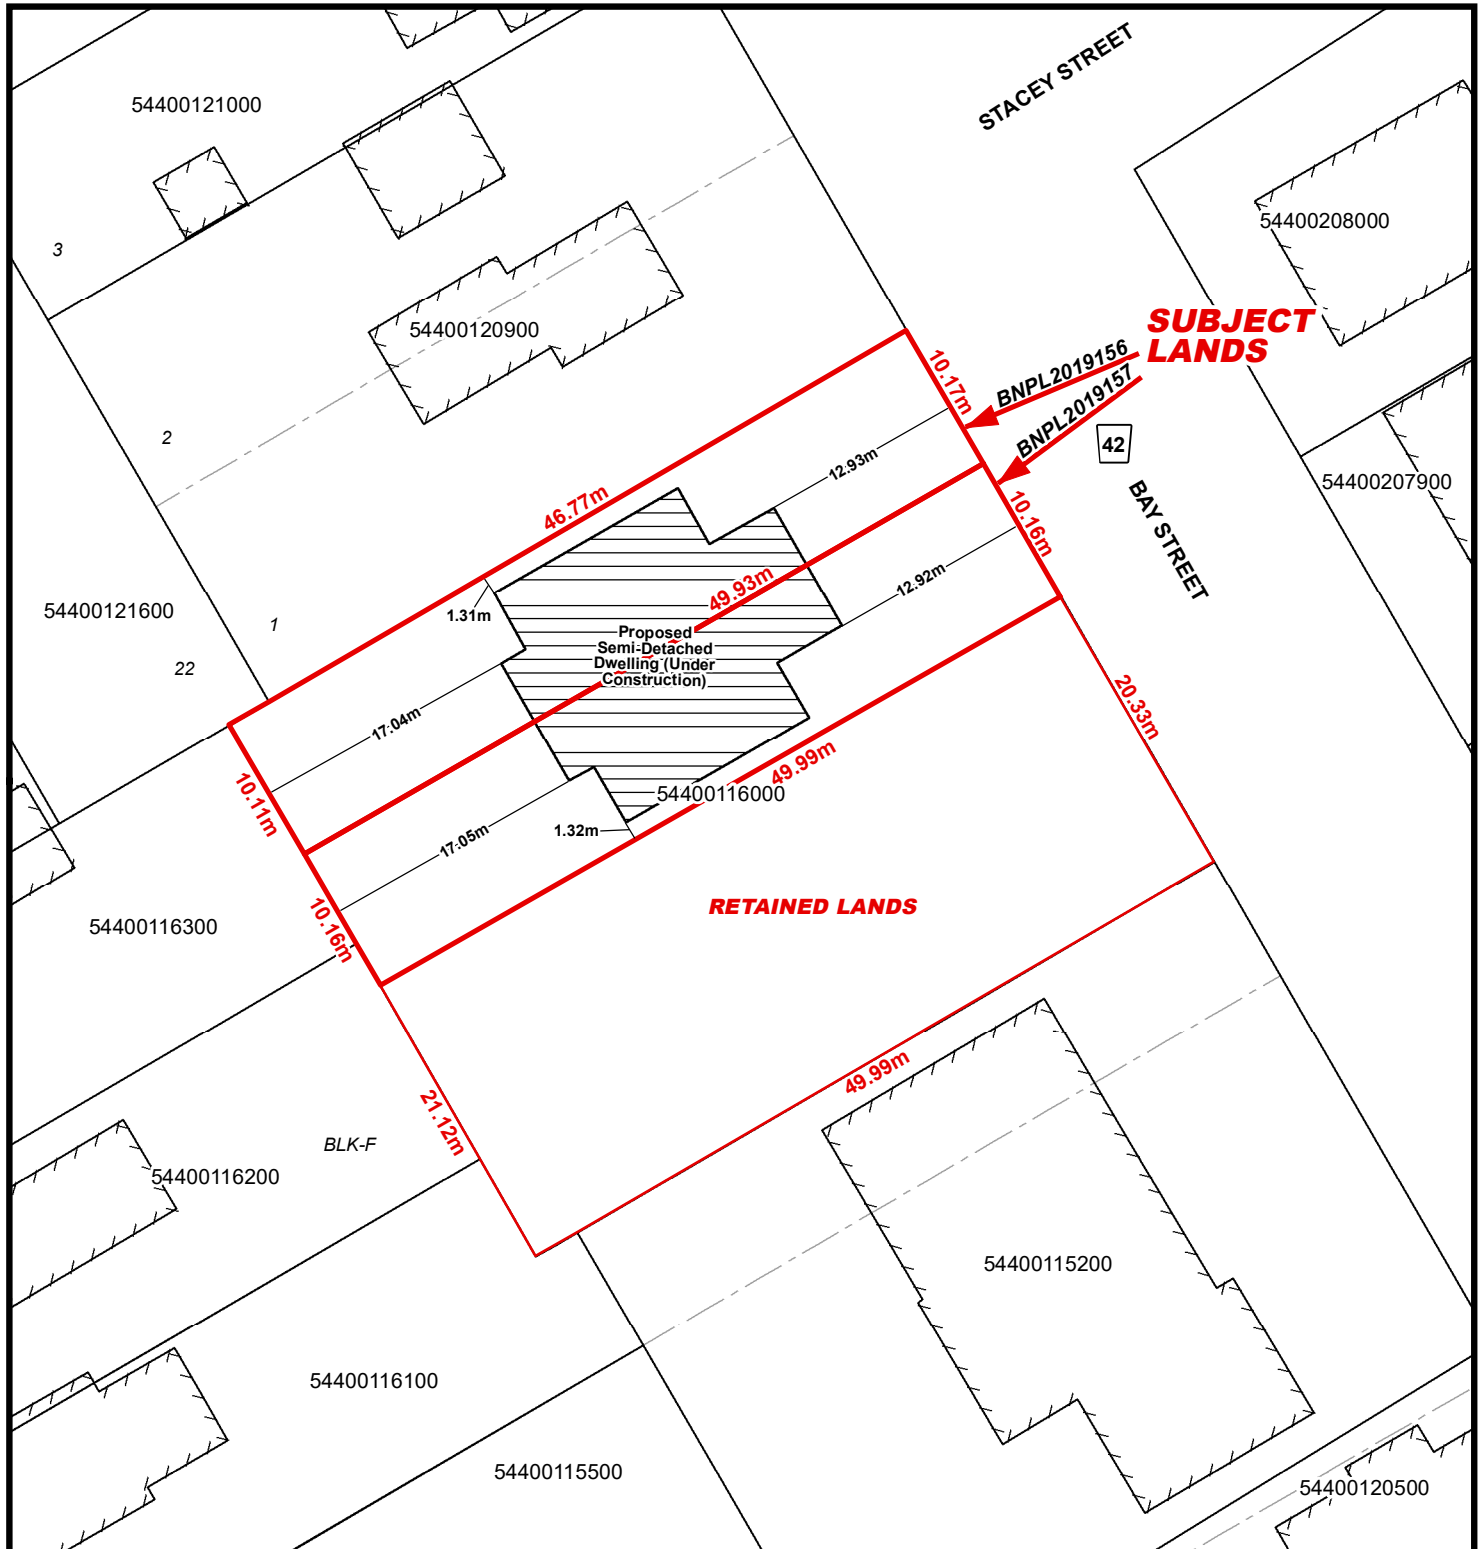 STACEY STREET
54400121000
54400208000
3
SUBJECT
LANDS
54400120900
BNPL2019156
10.17m
BNPL2019157
2
42
12.93m
54400207900
46.77m
BAY STREET
10.16m
12.92m
49.93m
54400121600
1.31m
1
Proposed
Semi-Detached
Dwelling (Under
Construction)
22
17.04m
20.33m
49.99m
54400116000
10.11m
17.05m
1.32m
RETAINED LANDS
54400116300
10.16m
49.99m
21.12m
BLK-F
54400116200
54400115200
54400116100
54400115500
54400120500